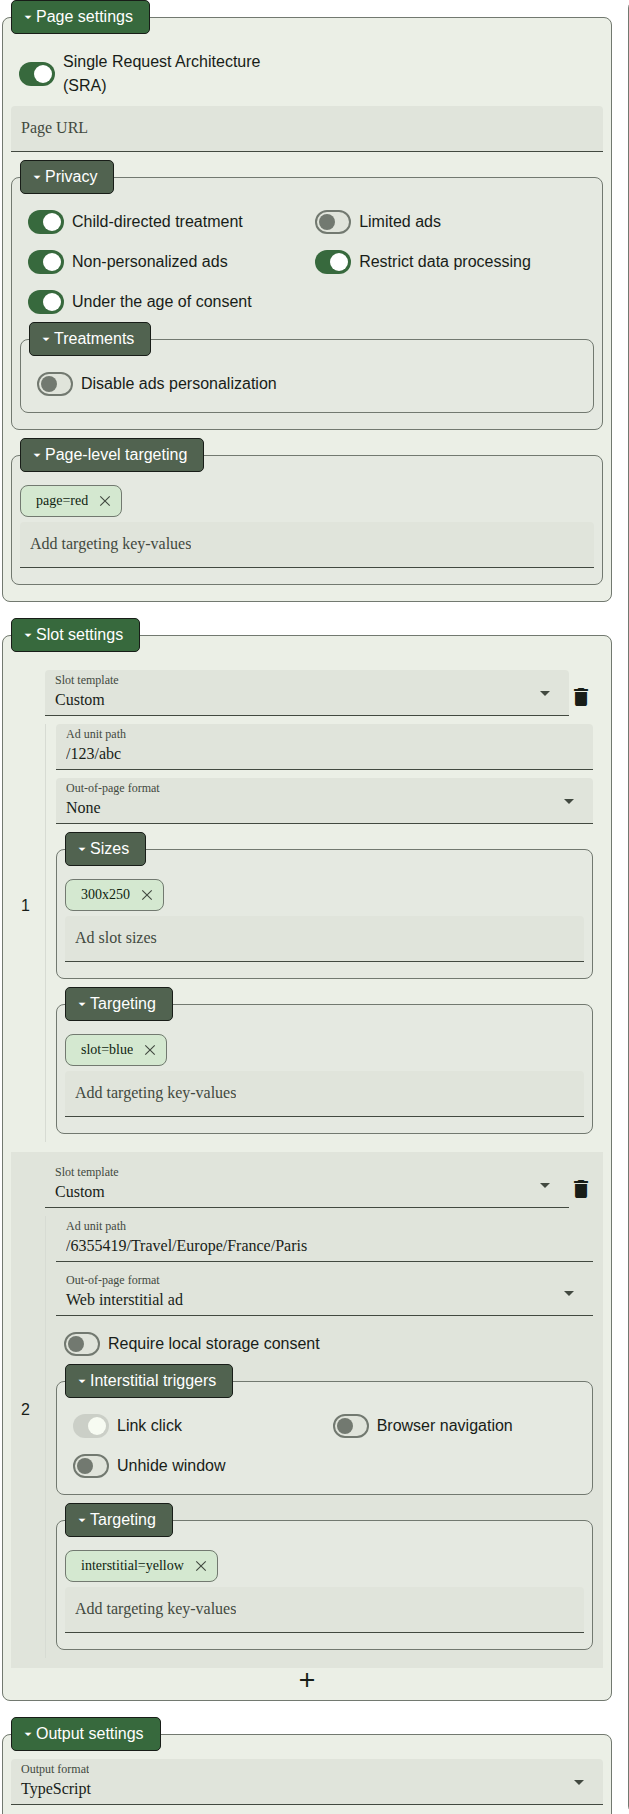 Page settings
Single Request Architecture
(SRA)
Page URL
Privacy
Child-directed treatment
Limited ads
Non-personalized ads
Restrict data processing
Under the age of consent
Treatments
Disable ads personalization
Page-level targeting
page=red
Add targeting key-values
Slot settings
1
Slot template
Custom
Ad unit path
/123/abc
Out-of-page format
None
Sizes
300x250
Ad slot sizes
Targeting
slot=blue
Add targeting key-values
2
Slot template
Custom
Ad unit path
/6355419/Travel/Europe/France/Paris
Out-of-page format
Web interstitial ad
Require local storage consent
Interstitial triggers
Link click
Browser navigation
Unhide window
Targeting
interstitial=yellow
Add targeting key-values
+
Output settings
Output format
TypeScript